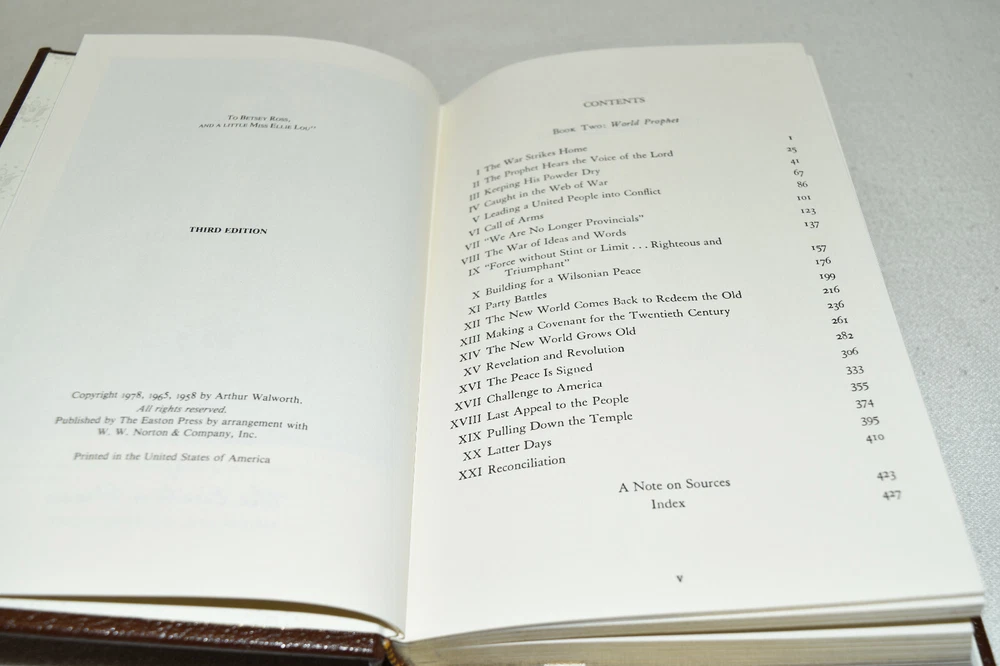 To Betsey Ross,
and a little Miss Ellie Lou"
THIRD EDITION
Copyright 1978, 1965, 1958 by Arthur Walworth.
All rights reserved.
Published by The Easton Press by arrangement with
W. W. Norton & Company, Inc.
Printed in the United States of America
CONTENTS
Book Two: World Prophet
I The War Strikes Home 1
II The Prophet Hears the Voice of the Lord 25
III Keeping His Powder Dry 41
IV Caught in the Web of War 67
V Leading a United People into Conflict 86
VI Call of Arms 101
VII "We Are No Longer Provincials" 123
VIII The War of Ideas and Words 137
IX "Force without Stint or Limit . . . Righteous and
Triumphant" 157
X Building for a Wilsonian Peace 176
XI Party Battles 199
XII The New World Comes Back to Redeem the Old 216
XIII Making a Covenant for the Twentieth Century 236
XIV The New World Grows Old 261
XV Revelation and Revolution 282
XVI The Peace Is Signed 306
XVII Challenge to America 333
XVIII Last Appeal to the People 355
XIX Pulling Down the Temple 374
XX Latter Days 395
XXI Reconciliation 410
A Note on Sources 423
Index 427
v